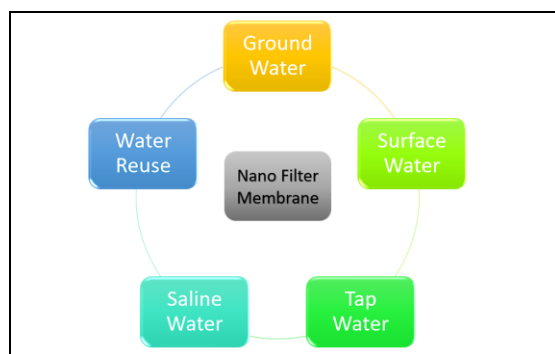 Ground
Water
Water
Reuse
Surface
Water
Nano Filter
Membrane
Saline
Water
Tap
Water